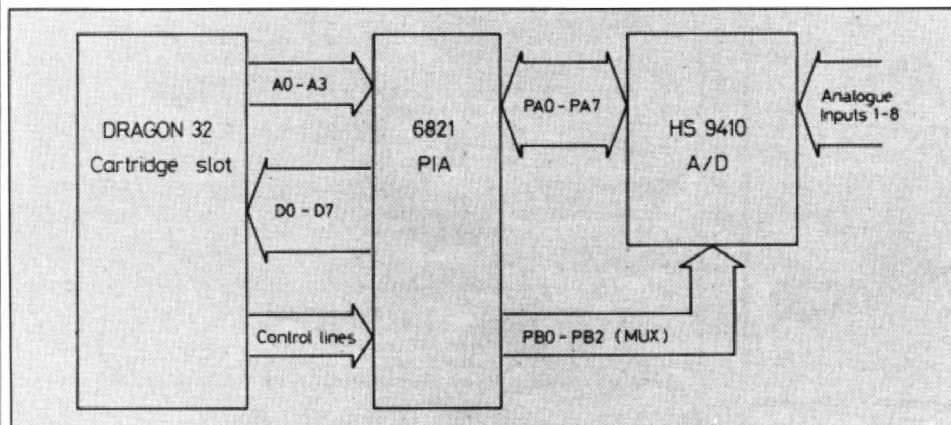 DRAGON 32
Cartridge slot
A0 - A3
D0 - D7
Control lines
6821
PIA
PA0 - PA7
PB0 - PB2 (MUX)
HS 9410
A/D
Analogue
Inputs 1-8